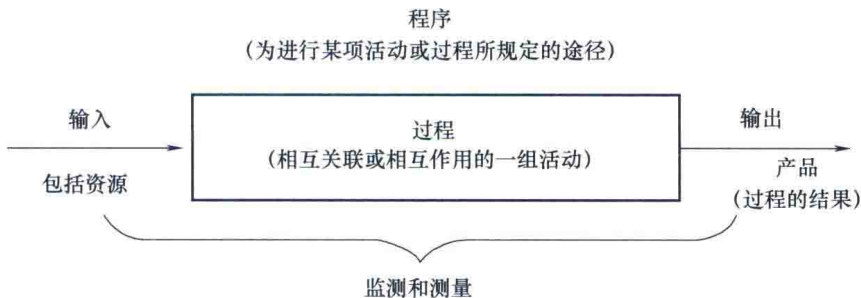 程序
(为进行某项活动或过程所规定的途径)
输入
过程
(相互关联或相互作用的一组活动)
输出
包括资源
产品
(过程的结果)
监测和测量